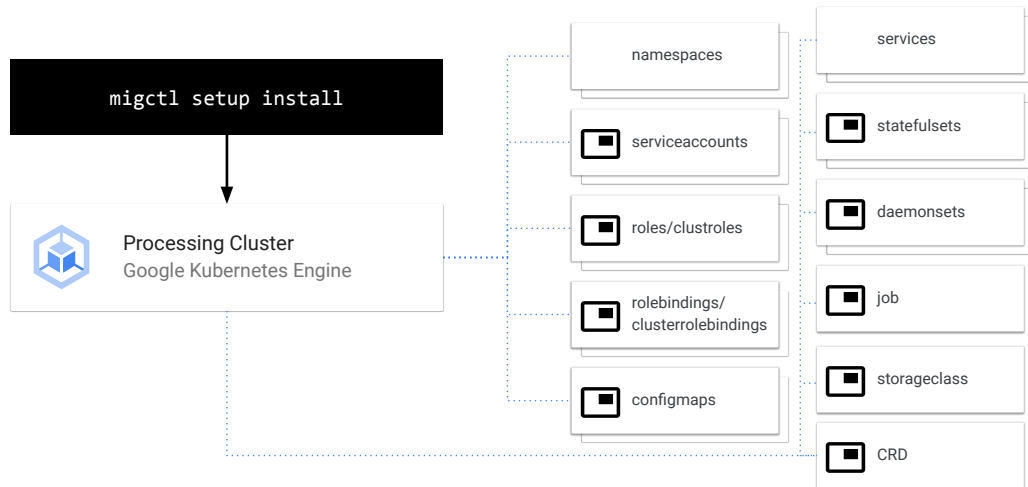 migctl setup install
Processing Cluster
Google Kubernetes Engine
namespaces
serviceaccounts
roles/clustroles
rolebindings/
clusterrolebindings
configmaps
services
statefulsets
daemonsets
job
storageclass
CRD